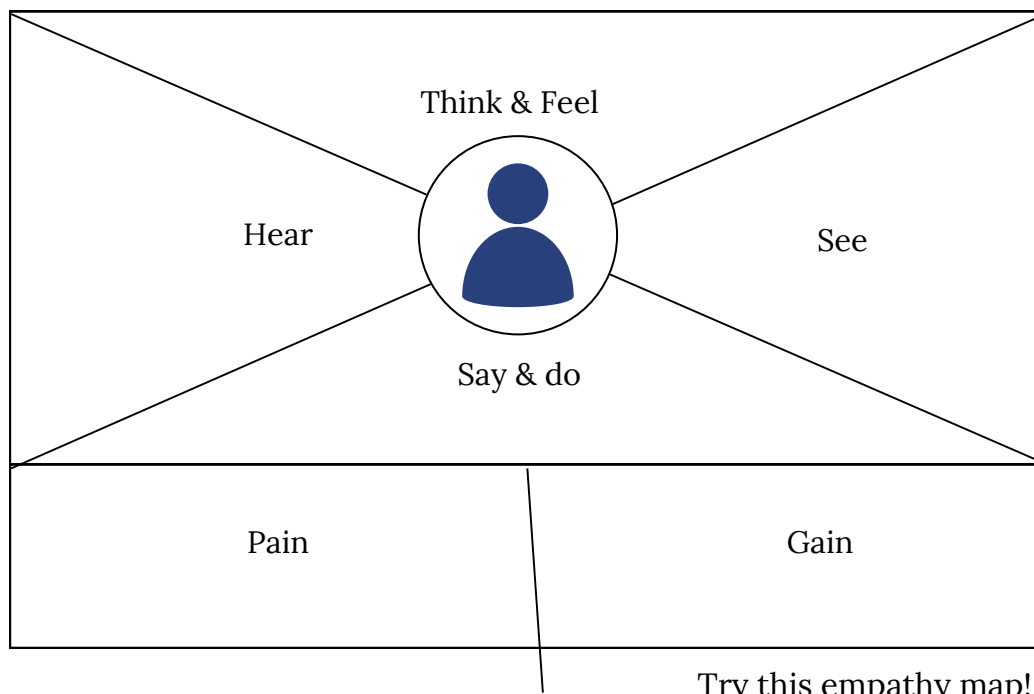 Think & Feel
Hear
See
Say & do
Pain
Gain
Try this empathy map!